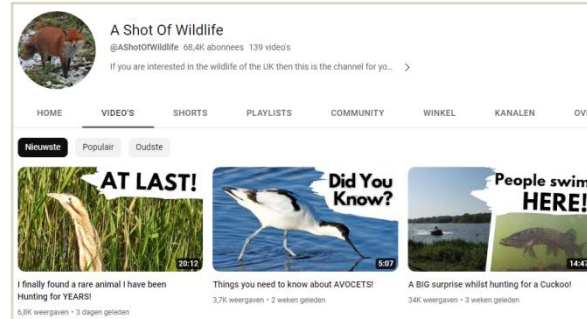 A Shot Of Wildlife
@AShotOfWildlife 68,4K abonnees 139 video's
If you are interested in the wildlife of the UK then this is the channel for yo...
HOME VIDEO'S SHORTS PLAYLISTS COMMUNITY WINKEL KANALEN OV
Nieuwste Populair Oudste
AT LAST!
20:12
Did You
Know?
5:07
People swim
HERE!
14:47
I finally found a rare animal I have been
Hunting for YEARS!
6,8K weergaven • 3 dagen geleden
Things you need to know about AVOCETS!
3,7K weergaven • 2 weken geleden
A BIG surprise whilst hunting for a Cuckoo!
34K weergaven • 3 weken geleden